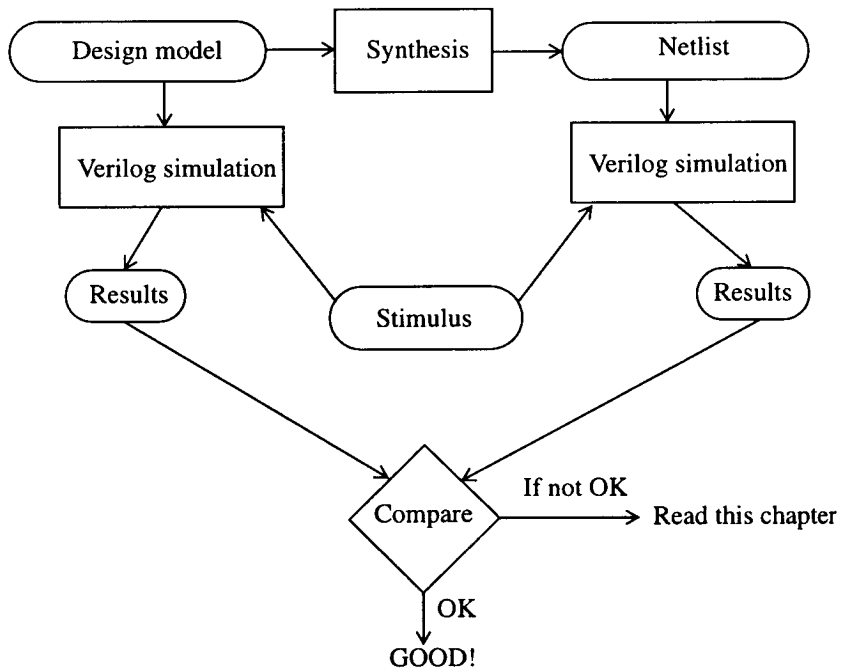 Design model
Synthesis
Netlist
Verilog simulation
Verilog simulation
Results
Stimulus
Results
Compare
If not OK
Read this chapter
OK
GOOD!